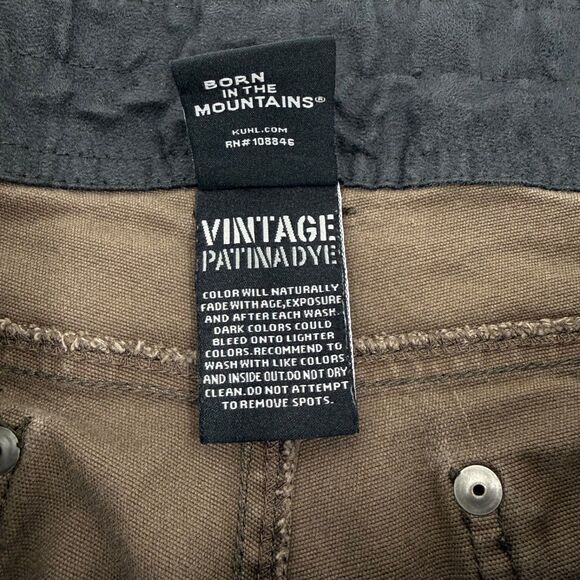 BORN
IN THE
MOUNTAINS®
KUHL.COM
RN#108846
VINTAGE
PATINADYE
COLOR WILL NATURALLY
FADE WITH AGE,EXPOSURE
AND AFTER EACH WASH.
DARK COLORS COULD
BLEED ONTO LIGHTER
COLORS.RECOMMEND TO
WASH WITH LIKE COLORS
AND INSIDE OUT.DO NOT DRY
CLEAN.DO NOT ATTEMPT
TO REMOVE SPOTS.